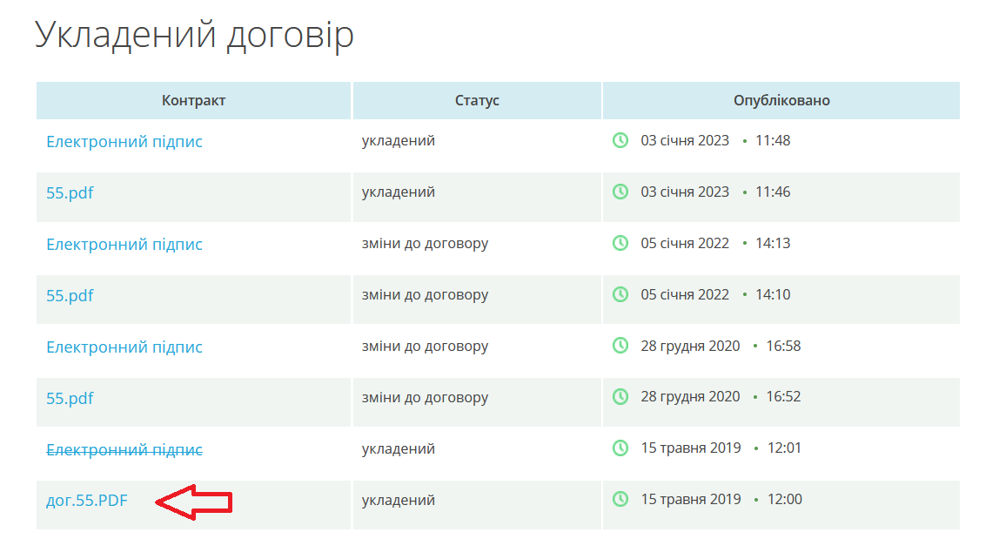 Укладений договір
Контракт Статус Опубліковано
Електронний підпис укладений 03 січня 2023 • 11:48
55.pdf укладений 03 січня 2023 • 11:46
Електронний підпис зміни до договору 05 січня 2022 • 14:13
55.pdf зміни до договору 05 січня 2022 • 14:10
Електронний підпис зміни до договору 28 грудня 2020 • 16:58
55.pdf зміни до договору 28 грудня 2020 • 16:52
Електронний підпис укладений 15 травня 2019 • 12:01
дог.55.PDF укладений 15 травня 2019 • 12:00